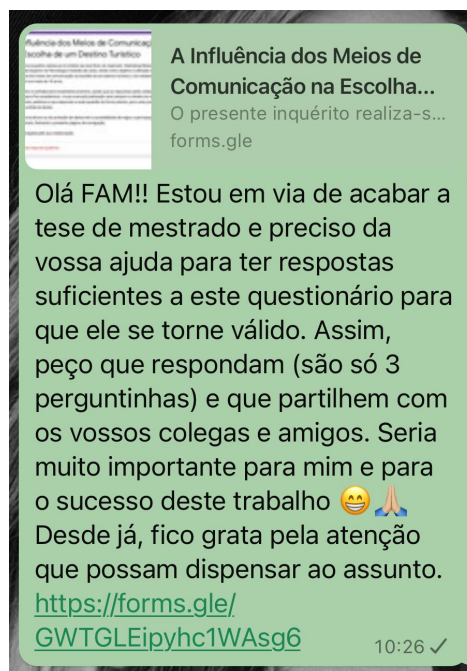 A Influência dos Meios de
Comunicação na Escolha...
O presente inquérito realiza-s...
forms.gle
Olá FAM!! Estou em via de acabar a
tese de mestrado e preciso da
vossa ajuda para ter respostas
suficientes a este questionário para
que ele se torne válido. Assim,
peço que respondam (são só 3
perguntinhas) e que partilhem com
os vossos colegas e amigos. Seria
muito importante para mim e para
o sucesso deste trabalho 😁🙏🏼
Desde já, fico grata pela atenção
que possam dispensar ao assunto.
https://forms.gle/
GWTGLEipyhc1WAsg6
10:26